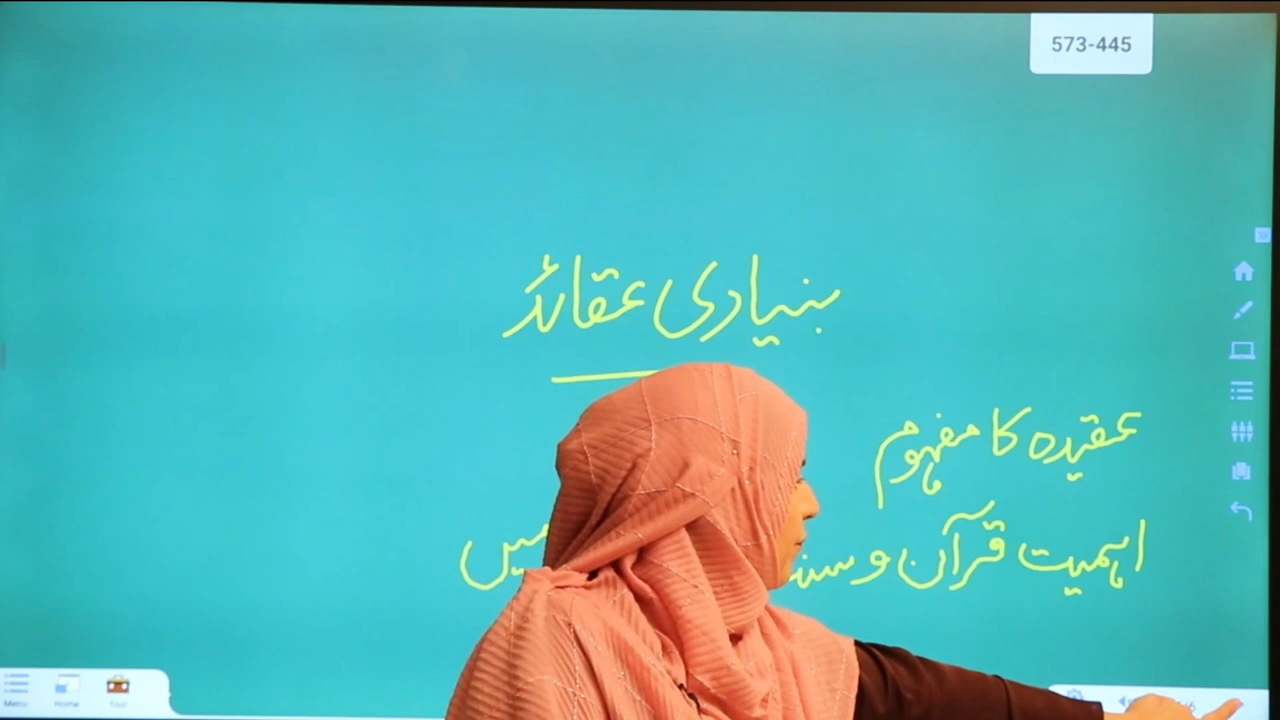 573-445
بنیادی عقائد
عقیدہ کا مفہوم
اہمیت قرآن و میں
Menu Home Tool